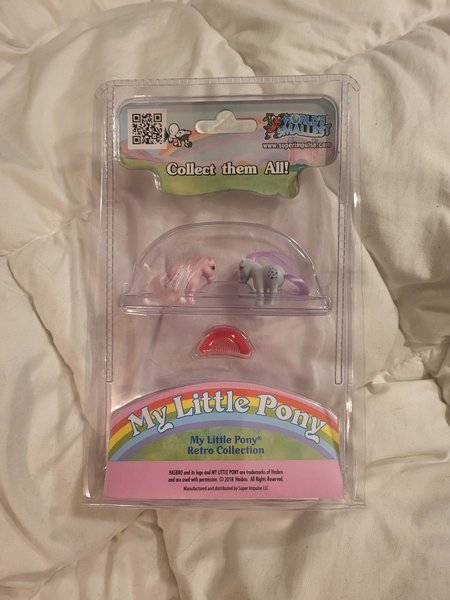 WORLD'S
SMALLEST
www.superimpulse.com
Collect them All!
My Little Pony
My Little Pony®
Retro Collection
HASBRO and its logo and MY LITTLE PONY are trademarks of Hasbro
and are used with permission. © 2018 Hasbro. All Rights Reserved.
Manufactured and distributed by Super Impulse LLC